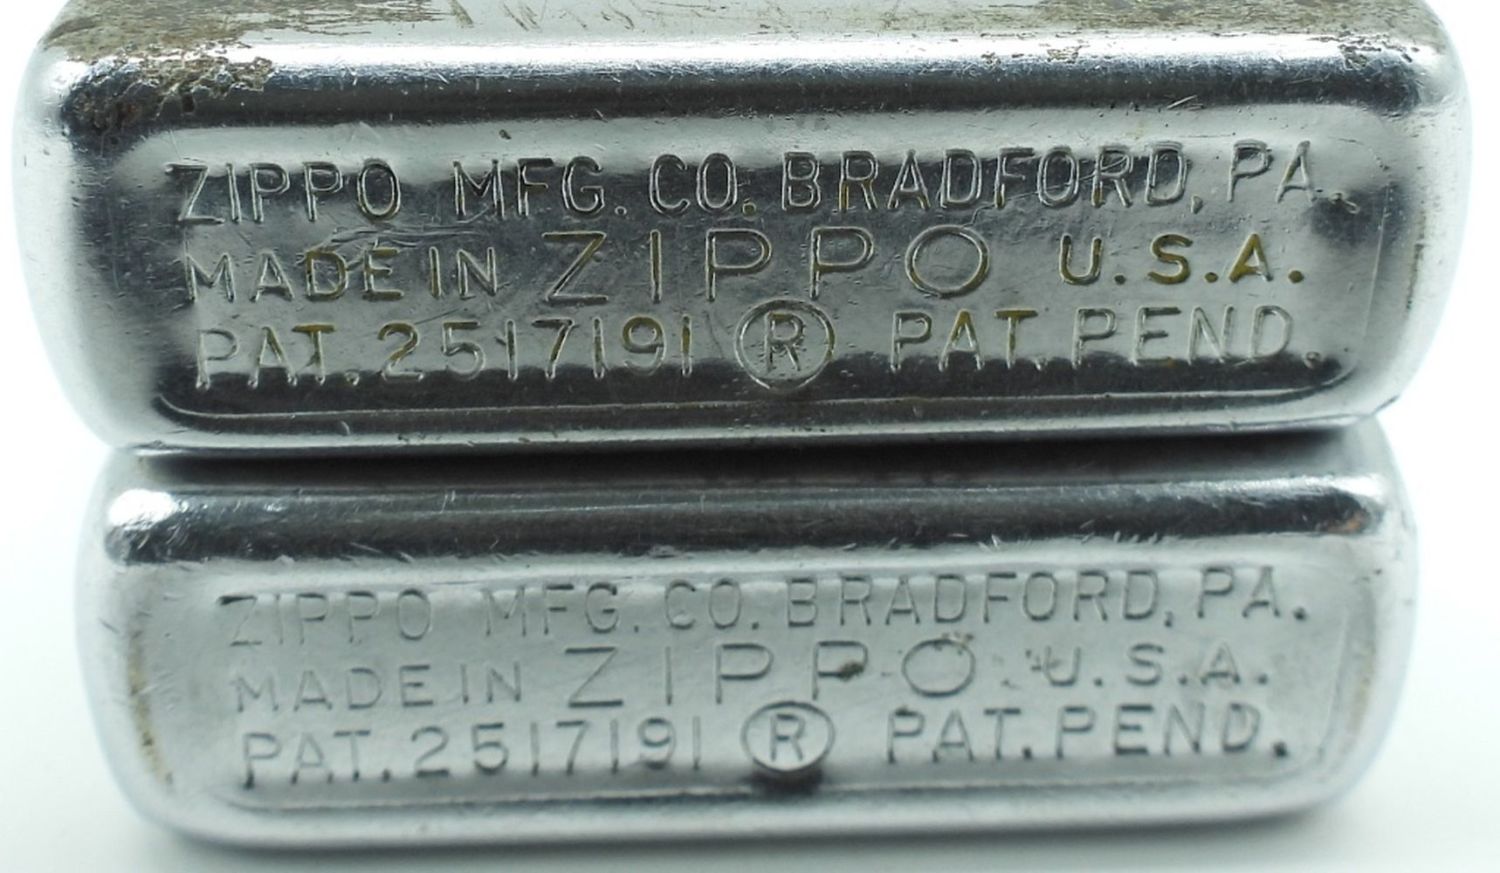 ZIPPO MFG. CO. BRADFORD, PA.
MADE IN ZIPPO U.S.A.
PAT. 2517191 ® PAT. PEND.
ZIPPO MFG. CO. BRADFORD, PA.
MADE IN ZIPPO U.S.A.
PAT. 2517191 ® PAT. PEND.